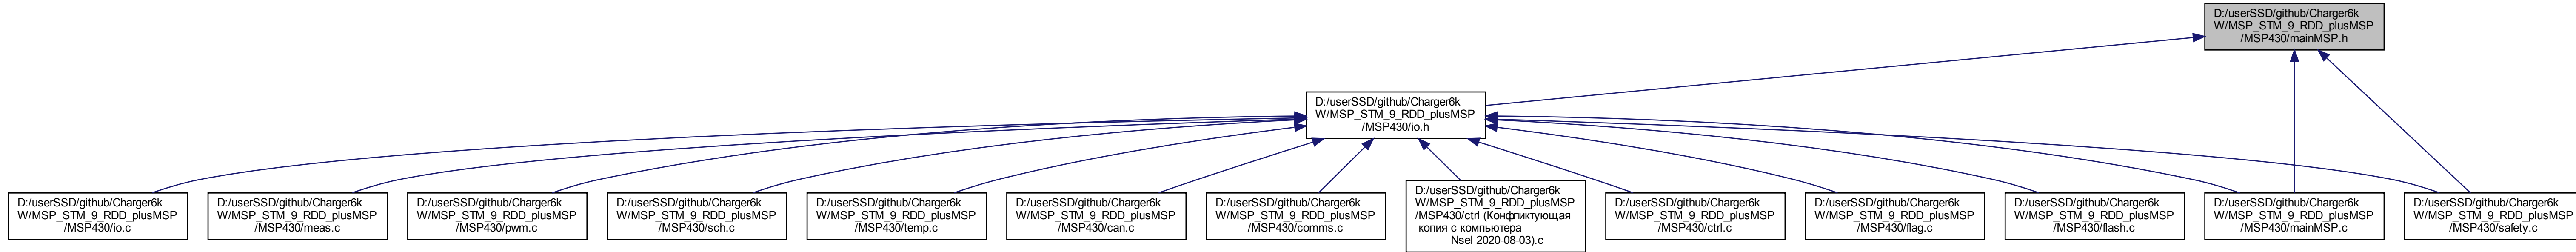 D:/userSSD/github/Charger6k
W/MSP_STM_9_RDD_plusMSP
/MSP430/mainMSP.h
D:/userSSD/github/Charger6k
W/MSP_STM_9_RDD_plusMSP
/MSP430/io.h
D:/userSSD/github/Charger6k
W/MSP_STM_9_RDD_plusMSP
/MSP430/io.c
D:/userSSD/github/Charger6k
W/MSP_STM_9_RDD_plusMSP
/MSP430/meas.c
D:/userSSD/github/Charger6k
W/MSP_STM_9_RDD_plusMSP
/MSP430/pwm.c
D:/userSSD/github/Charger6k
W/MSP_STM_9_RDD_plusMSP
/MSP430/sch.c
D:/userSSD/github/Charger6k
W/MSP_STM_9_RDD_plusMSP
/MSP430/temp.c
D:/userSSD/github/Charger6k
W/MSP_STM_9_RDD_plusMSP
/MSP430/can.c
D:/userSSD/github/Charger6k
W/MSP_STM_9_RDD_plusMSP
/MSP430/comms.c
D:/userSSD/github/Charger6k
W/MSP_STM_9_RDD_plusMSP
/MSP430/ctrl (Конфликтующая
копия с компьютера
Nsel 2020-08-03).c
D:/userSSD/github/Charger6k
W/MSP_STM_9_RDD_plusMSP
/MSP430/ctrl.c
D:/userSSD/github/Charger6k
W/MSP_STM_9_RDD_plusMSP
/MSP430/flag.c
D:/userSSD/github/Charger6k
W/MSP_STM_9_RDD_plusMSP
/MSP430/flash.c
D:/userSSD/github/Charger6k
W/MSP_STM_9_RDD_plusMSP
/MSP430/mainMSP.c
D:/userSSD/github/Charger6k
W/MSP_STM_9_RDD_plusMSP
/MSP430/safety.c